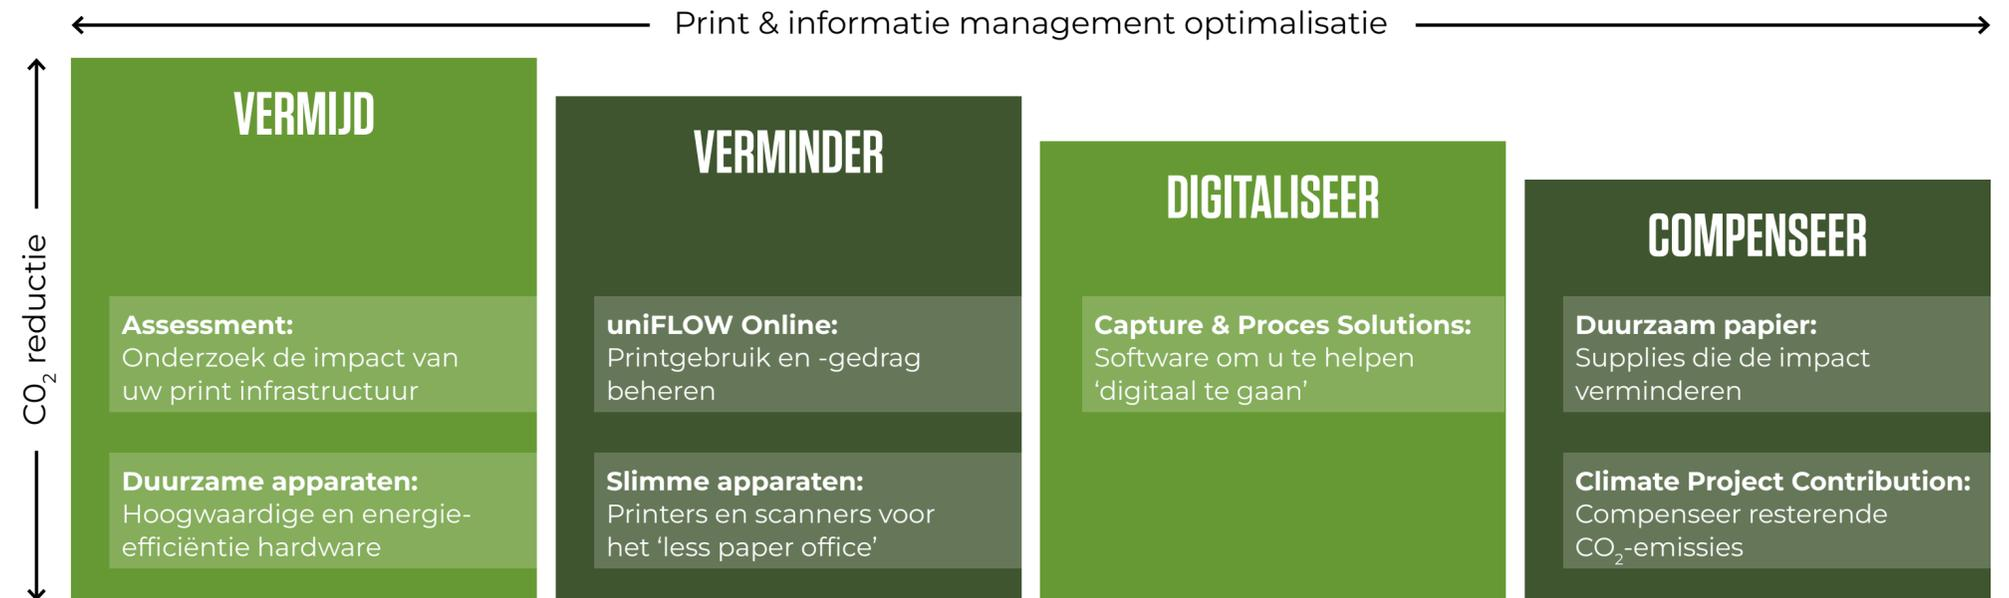 Print & informatie management optimalisatie
C0₂ reductie
VERMIJD
Assessment:
Onderzoek de impact van
uw print infrastructuur
Duurzame apparaten:
Hoogwaardige en energie-
efficiëntie hardware
VERMINDER
uniFLOW Online:
Printgebruik en -gedrag
beheren
Slimme apparaten:
Printers en scanners voor
het ‘less paper office’
DIGITALISEER
Capture & Proces Solutions:
Software om u te helpen
‘digitaal te gaan’
COMPENSEER
Duurzaam papier:
Supplies die de impact
verminderen
Climate Project Contribution:
Compenseer resterende
CO₂-emissies